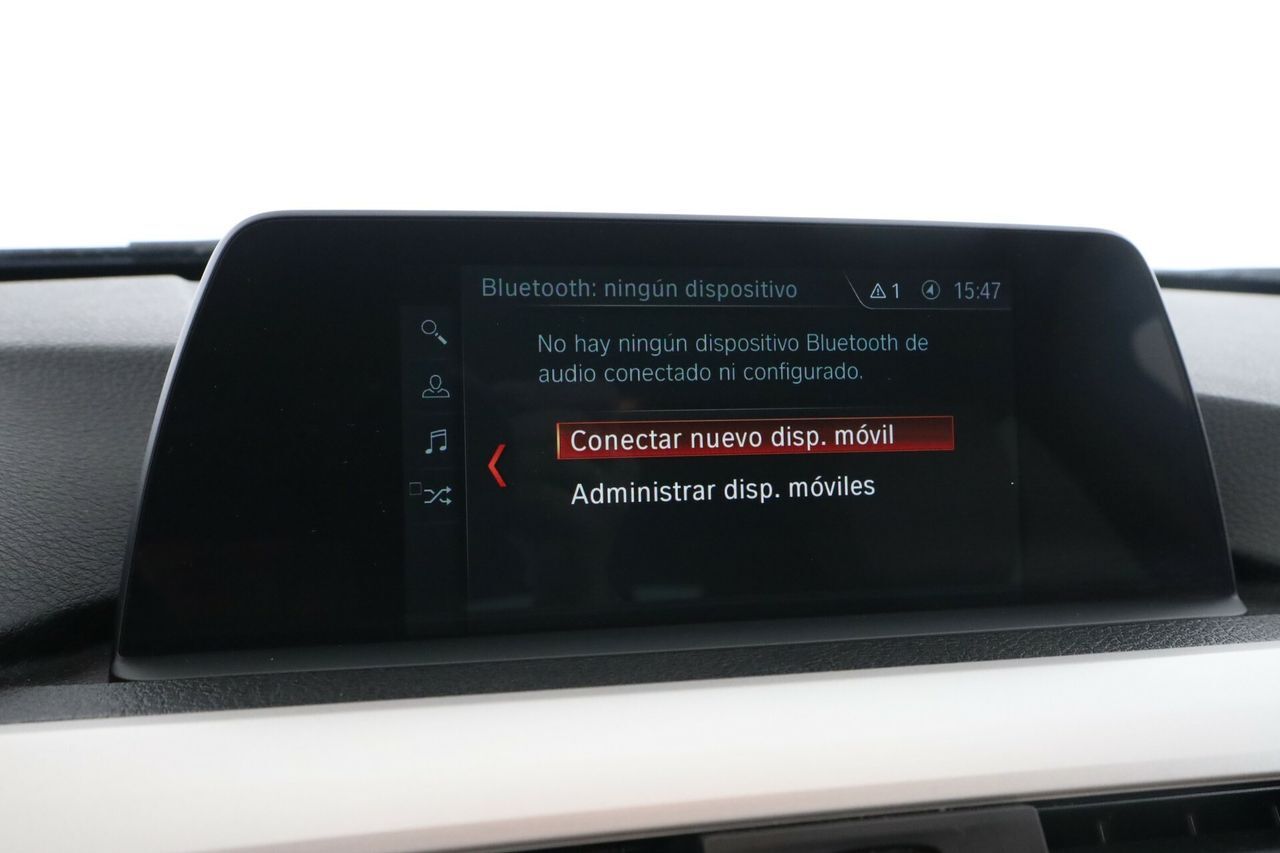 Bluetooth: ningún dispositivo
1 15:47
No hay ningún dispositivo Bluetooth de
audio conectado ni configurado.
Conectar nuevo disp. móvil
Administrar disp. móviles